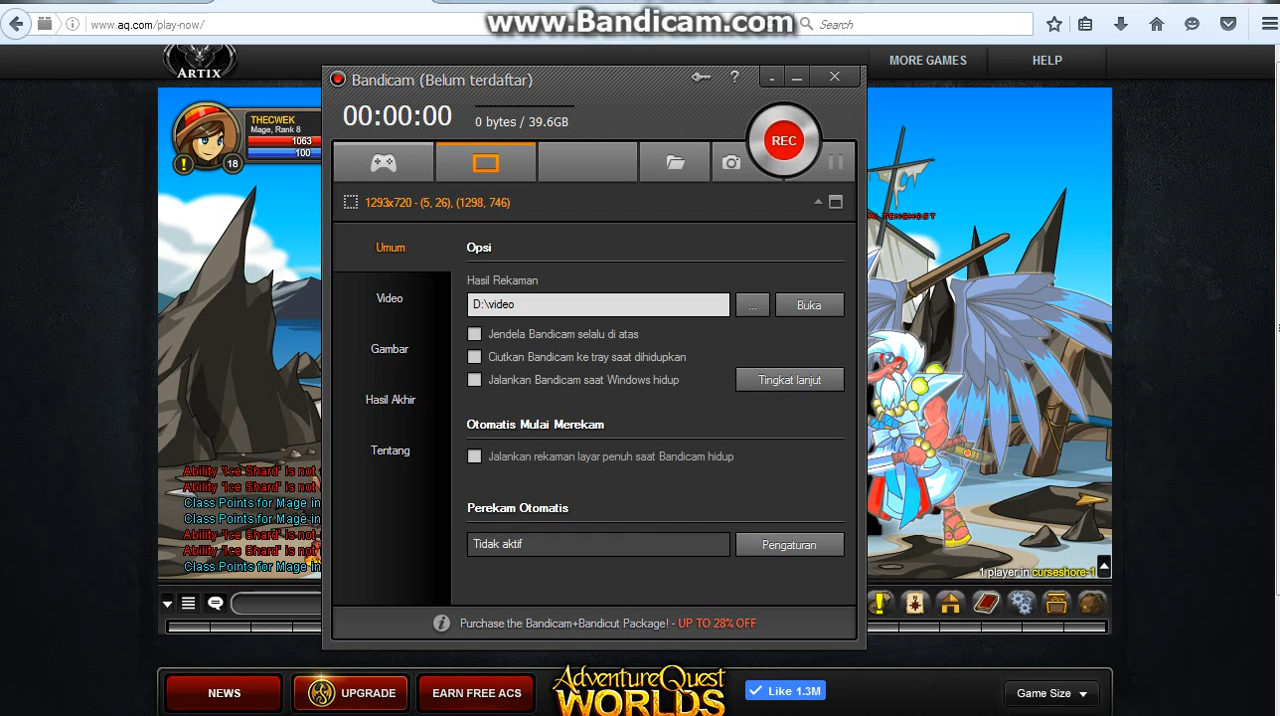 www.aq.com/play-now/
www.Bandicam.com
Search
ARTIX
MORE GAMES
HELP
THECWEK
Mage, Rank 8
1063
100
18
Bandicam (Belum terdaftar)
00:00:00
0 bytes / 39.6GB
REC
1293x720 - (5, 26), (1298, 746)
Umum
Video
Gambar
Hasil Akhir
Tentang
Opsi
Hasil Rekaman
D:\video
...
Buka
Jendela Bandicam selalu di atas
Ciutkan Bandicam ke tray saat dihidupkan
Jalankan Bandicam saat Windows hidup
Tingkat lanjut
Otomatis Mulai Merekam
Jalankan rekaman layar penuh saat Bandicam hidup
Perekam Otomatis
Tidak aktif
Pengaturan
Purchase the Bandicam+Bandicut Package! - UP TO 28% OFF
Ability 'Ice Shard' is not
Ability 'Ice Shard' is not
Class Points for Mage in
Class Points for Mage in
Ability 'Ice Shard' is not
Ability 'Ice Shard' is not
Class Points for Mage in
1 player in curseshore-1
NEWS
UPGRADE
EARN FREE ACS
AdventureQuest
WORLDS
Like 1.3M
Game Size